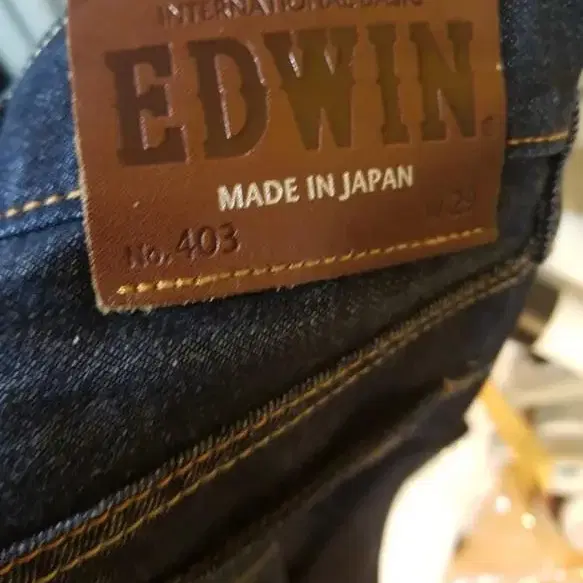 INTERNATIONAL BASIC
EDWIN
MADE IN JAPAN
No. 403